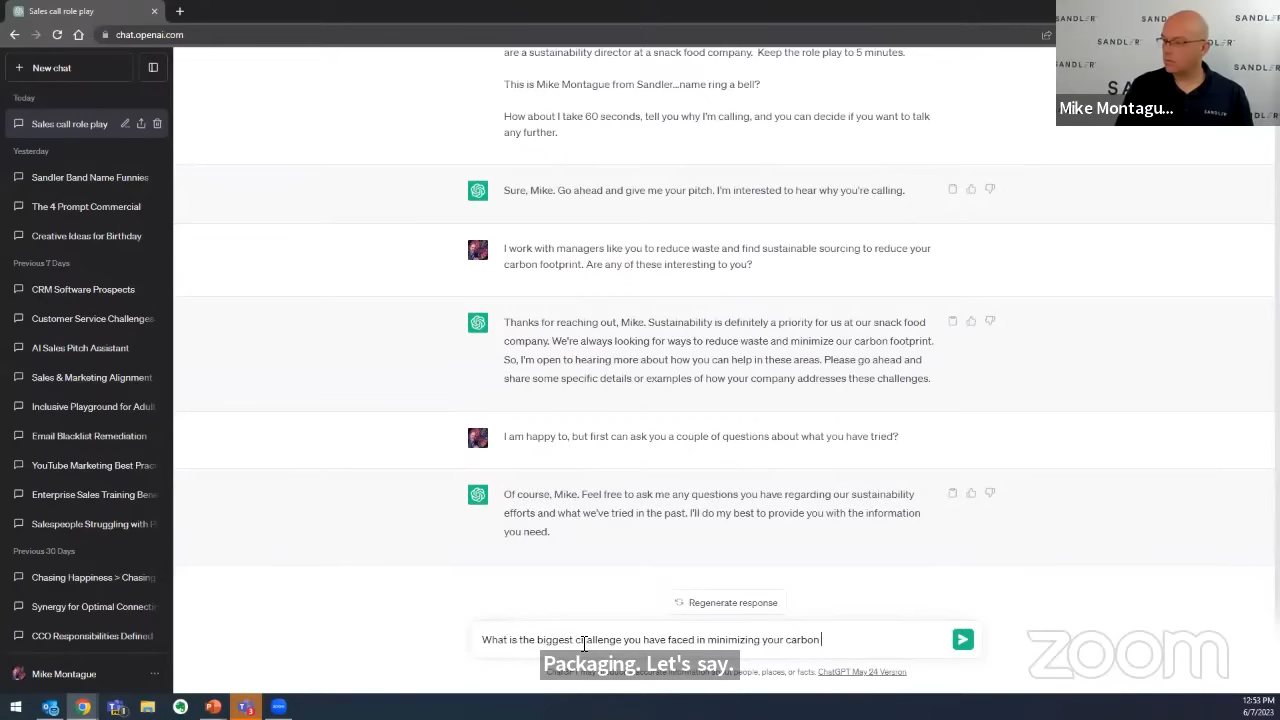 Sales call role play
chat.openai.com
SANDLER
SANDLER
SANDLER
SANDLER
SANDLER
Mike Montagu...
New chat
Today
Sales call role play
Yesterday
Sandler Band Name Funnies
The 4 Prompt Commercial
Creative Ideas for Birthday
Previous 7 Days
CRM Software Prospects
Customer Service Challenges
AI Sales Pitch Assistant
Sales & Marketing Alignment
Inclusive Playground for Adul
Email Blacklist Remediation
YouTube Marketing Best Prac
Enterprise Sales Training Bene
Salespeople Struggling with
Previous 30 Days
Chasing Happiness > Chasin
Synergy for Optimal Connecti
CCO Responsibilities Defined
Mike Montague
are a sustainability director at a snack food company. Keep the role play to 5 minutes.
This is Mike Montague from Sandler...name ring a bell?
How about I take 60 seconds, tell you why I'm calling, and you can decide if you want to talk
any further.
Sure, Mike. Go ahead and give me your pitch. I'm interested to hear why you're calling.
I work with managers like you to reduce waste and find sustainable sourcing to reduce your
carbon footprint. Are any of these interesting to you?
Thanks for reaching out, Mike. Sustainability is definitely a priority for us at our snack food
company. We're always looking for ways to reduce waste and minimize our carbon footprint.
So, I'm open to hearing more about how you can help in these areas. Please go ahead and
share some specific details or examples of how your company addresses these challenges.
I am happy to, but first can ask you a couple of questions about what you have tried?
Of course, Mike. Feel free to ask me any questions you have regarding our sustainability
efforts and what we've tried in the past. I'll do my best to provide you with the information
you need.
Regenerate response
What is the biggest challenge you have faced in minimizing your carbon
Packaging. Let's say.
people, places, or facts. ChatGPT May 24 Version
zoom
12:53 PM
6/7/2023